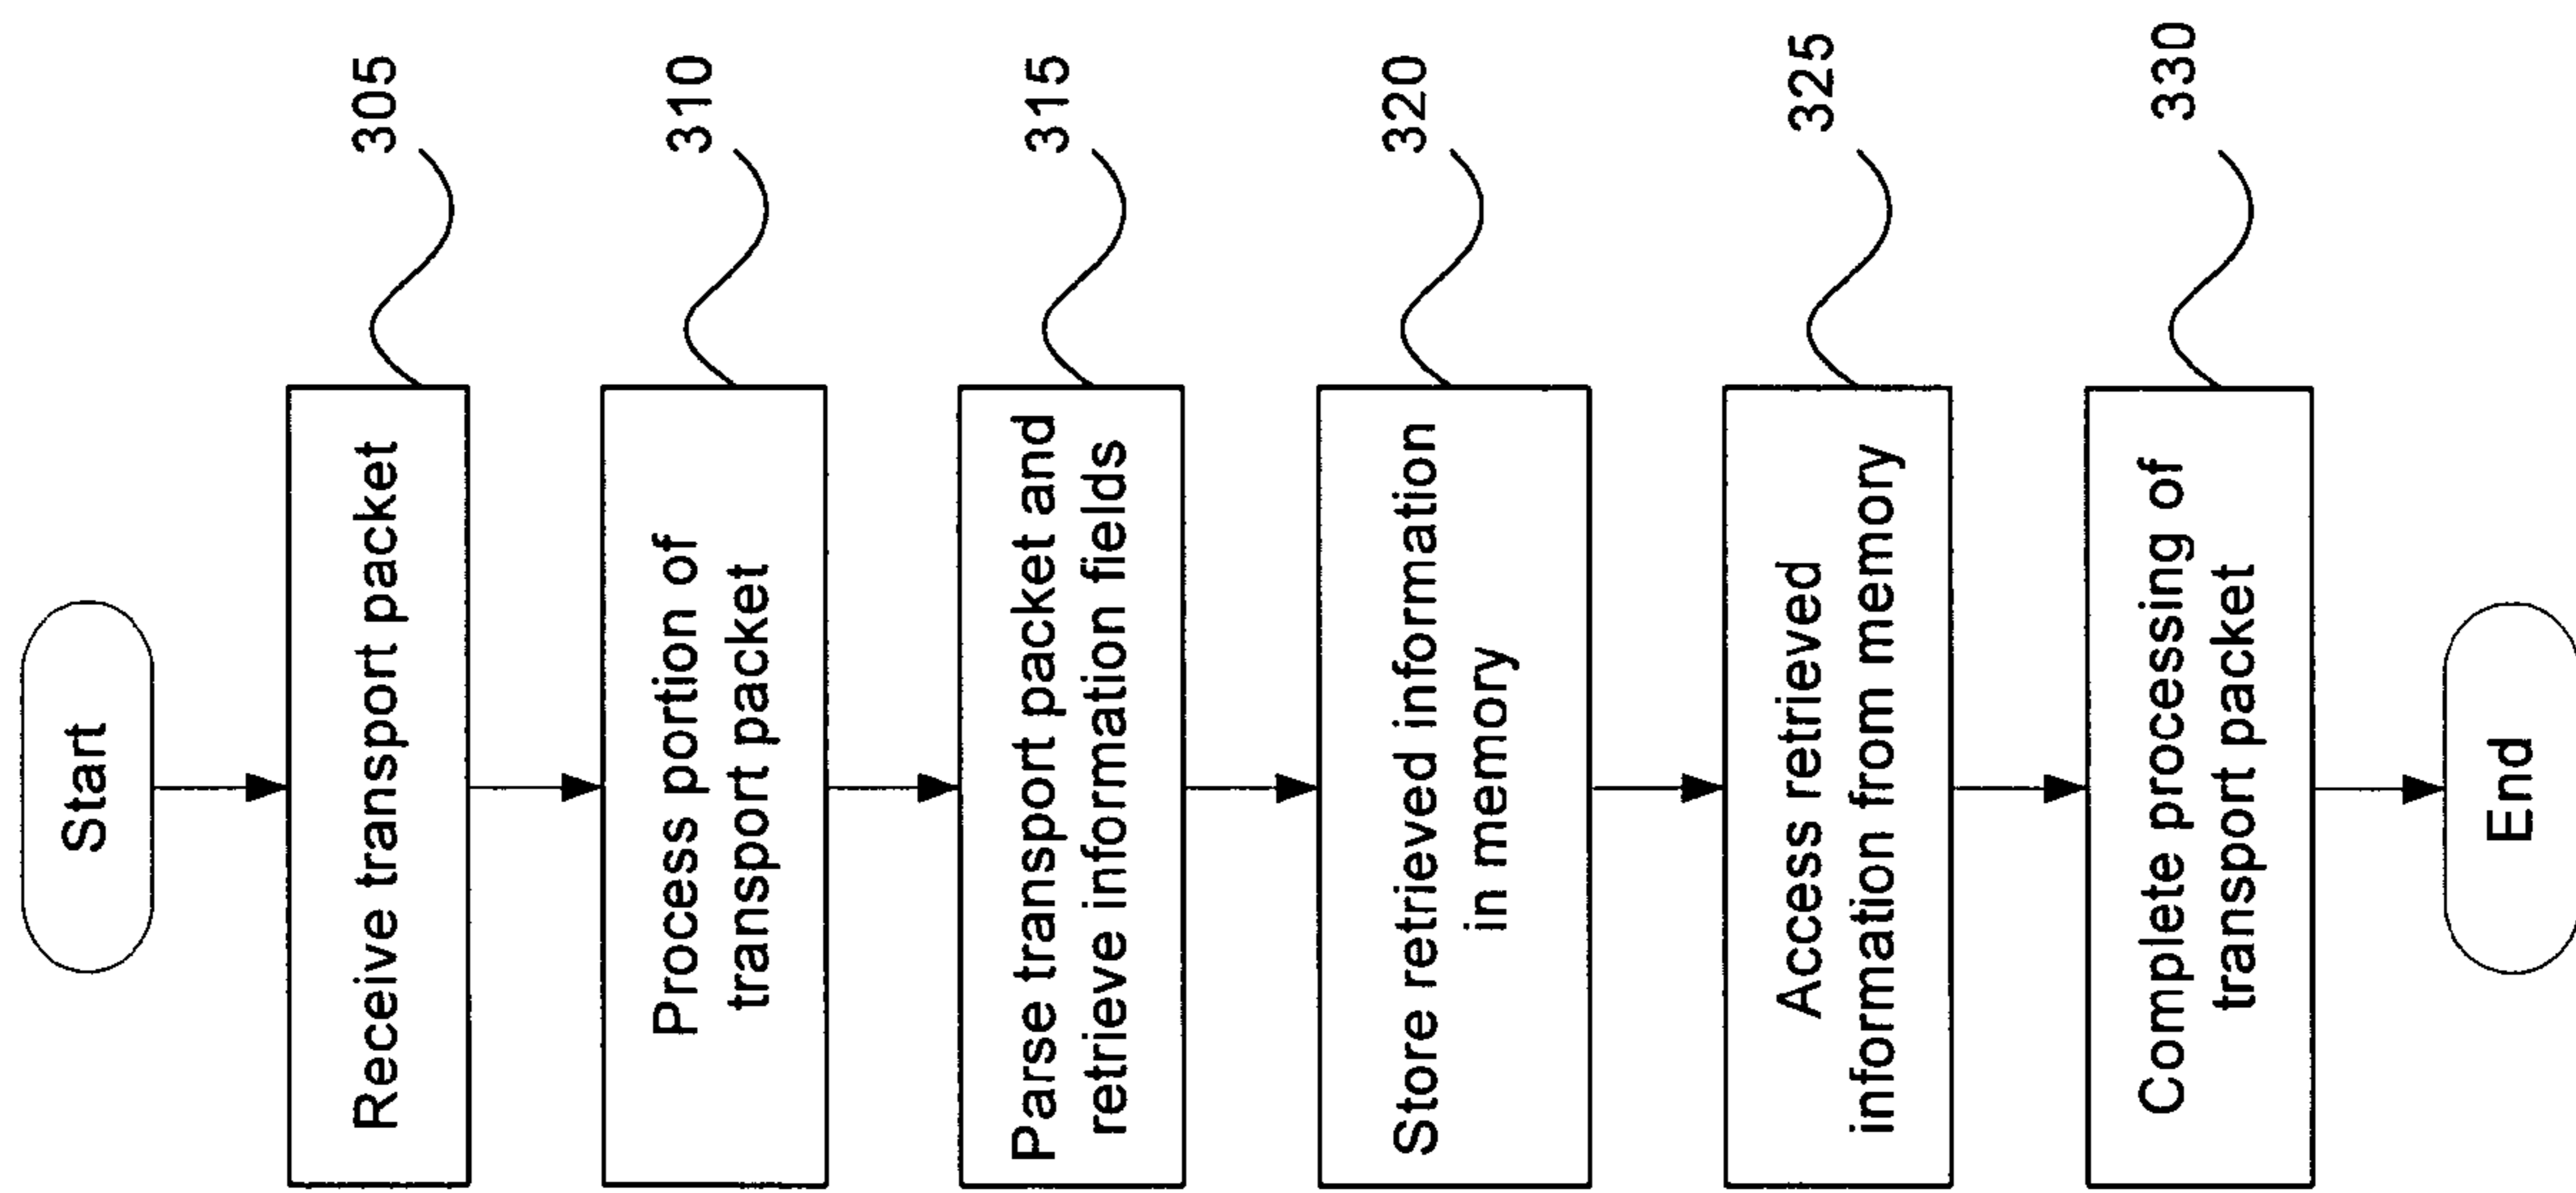 Start
Receive transport packet
305
Process portion of
transport packet
310
Parse transport packet and
retrieve information fields
315
Store retrieved information
in memory
320
Access retrieved
information from memory
325
Complete processing of
transport packet
330
End